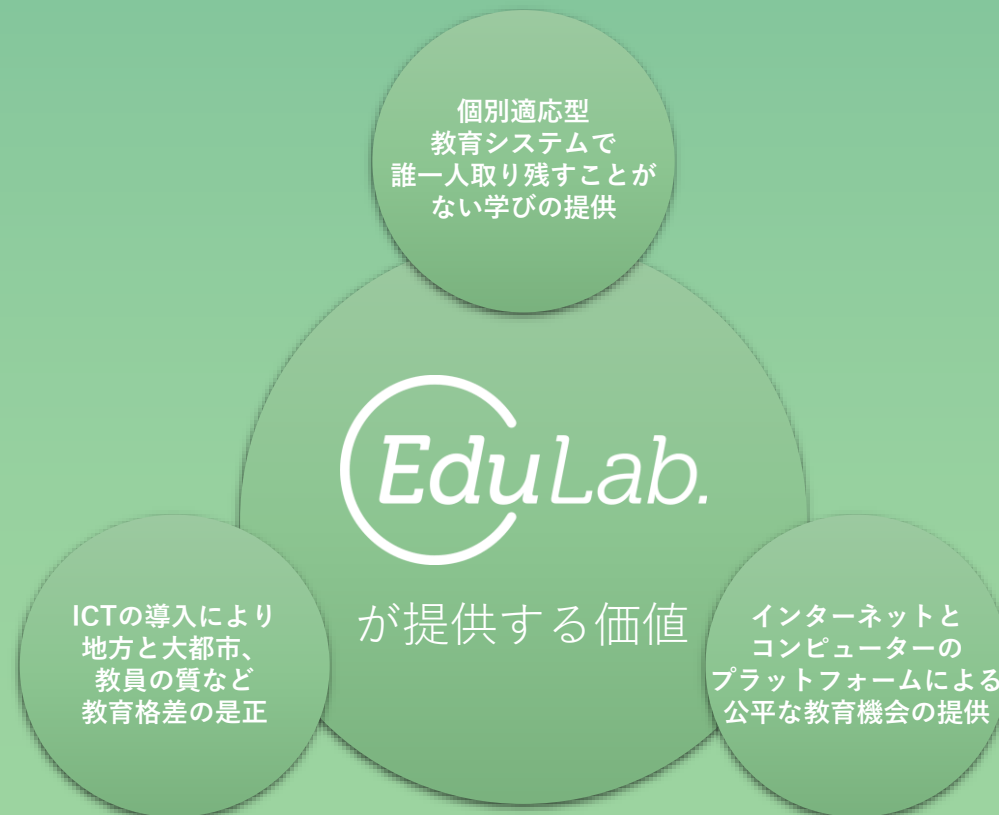 個別適応型
教育システムで
誰一人取り残すことが
ない学びの提供
EduLab.
が提供する価値
ICTの導入により
地方と大都市、
教員の質など
教育格差の是正
インターネットと
コンピューターの
プラットフォームによる
公平な教育機会の提供